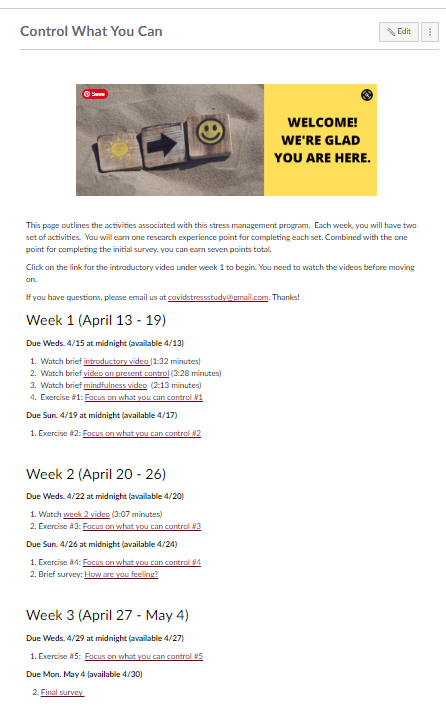 Control What You Can
Edit
Save
WELCOME!
WE'RE GLAD
YOU ARE HERE.
This page outlines the activities associated with this stress management program. Each week, you will have two
set of activities. You will earn one research experience point for completing each set. Combined with the one
point for completing the initial survey, you can earn seven points total.
Click on the link for the introductory video under week 1 to begin. You need to watch the videos before moving
on.
If you have questions, please email us at covidstressstudy@gmail.com. Thanks!
Week 1 (April 13 - 19)
Due Weds. 4/15 at midnight (available 4/13)
1. Watch brief introductory video (1:32 minutes)
2. Watch brief video on present control (3:28 minutes)
3. Watch brief mindfulness video (2:13 minutes)
4. Exercise #1: Focus on what you can control #1
Due Sun. 4/19 at midnight (available 4/17)
1. Exercise #2: Focus on what you can control #2
Week 2 (April 20 - 26)
Due Weds. 4/22 at midnight (available 4/20)
1. Watch week 2 video (3:07 minutes)
2. Exercise #3: Focus on what you can control #3
Due Sun. 4/26 at midnight (available 4/24)
1. Exercise #4: Focus on what you can control #4
2. Brief survey: How are you feeling?
Week 3 (April 27 - May 4)
Due Weds. 4/29 at midnight (available 4/27)
1. Exercise #5: Focus on what you can control #5
Due Mon. May 4 (available 4/30)
2. Final survey